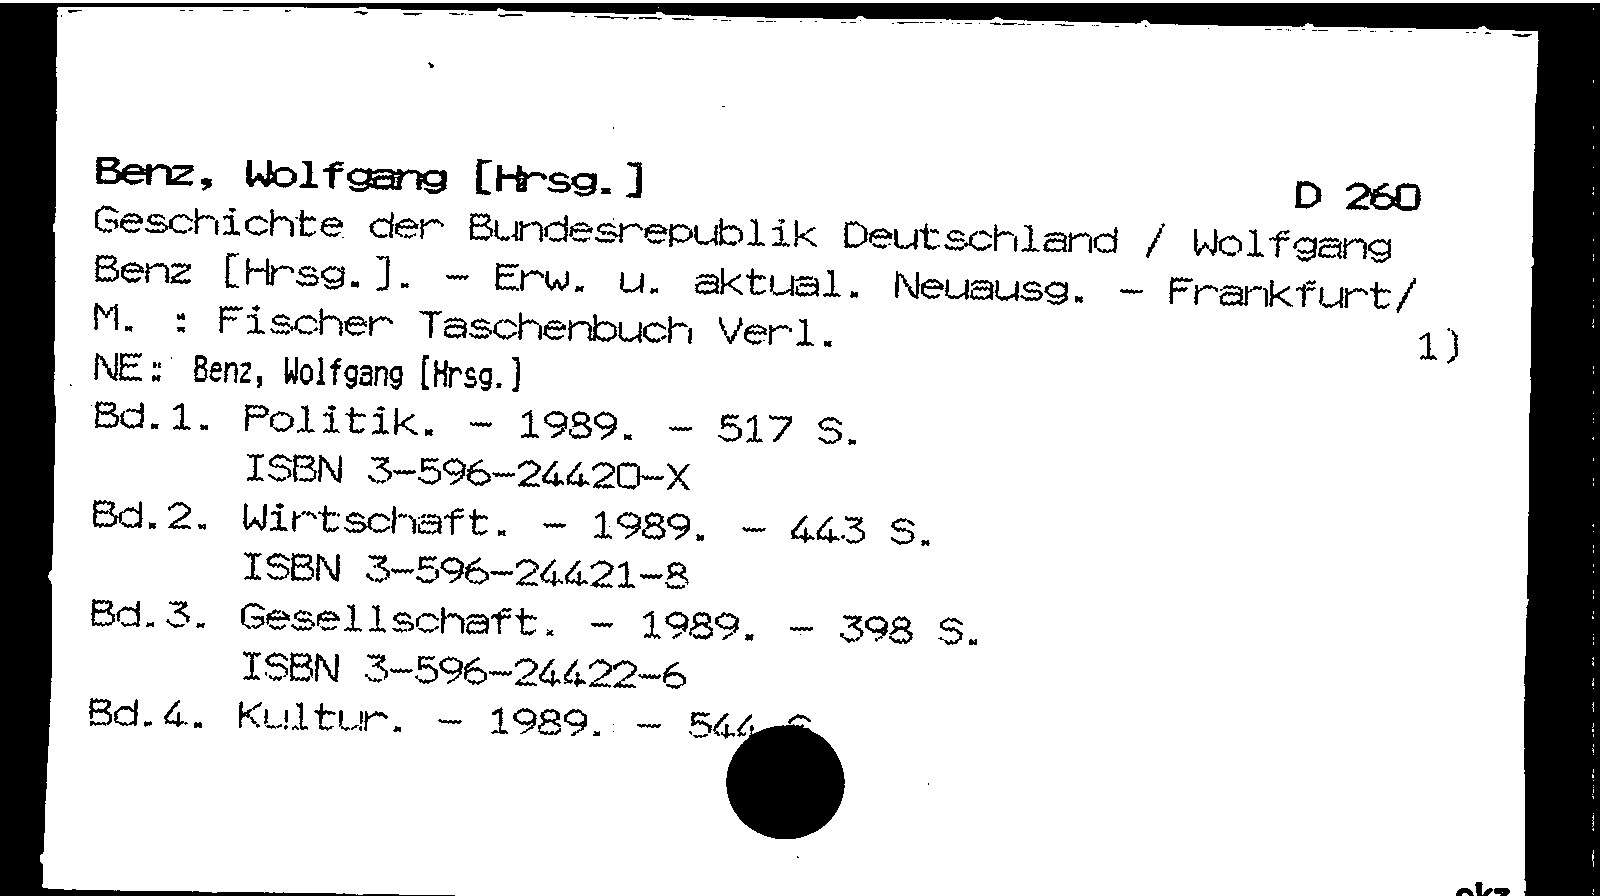 Benz, Wolfgang [Hrsg.]
D 260
Geschichte der Bundesrepublik Deutschland / Wolfgang
Benz [Hrsg.]. - Erw. u. aktual. Neuausg. - Frankfurt/
M. : Fischer Taschenbuch Verl.
1)
NE: Benz, Wolfgang [Hrsg.]
Bd.1. Politik. - 1989. - 517 S.
ISBN 3-596-24420-X
Bd.2. Wirtschaft. - 1989. - 443 S.
ISBN 3-596-24421-8
Bd.3. Gesellschaft. - 1989. - 398 S.
ISBN 3-596-24422-6
Bd.4. Kultur. - 1989. - 544 S